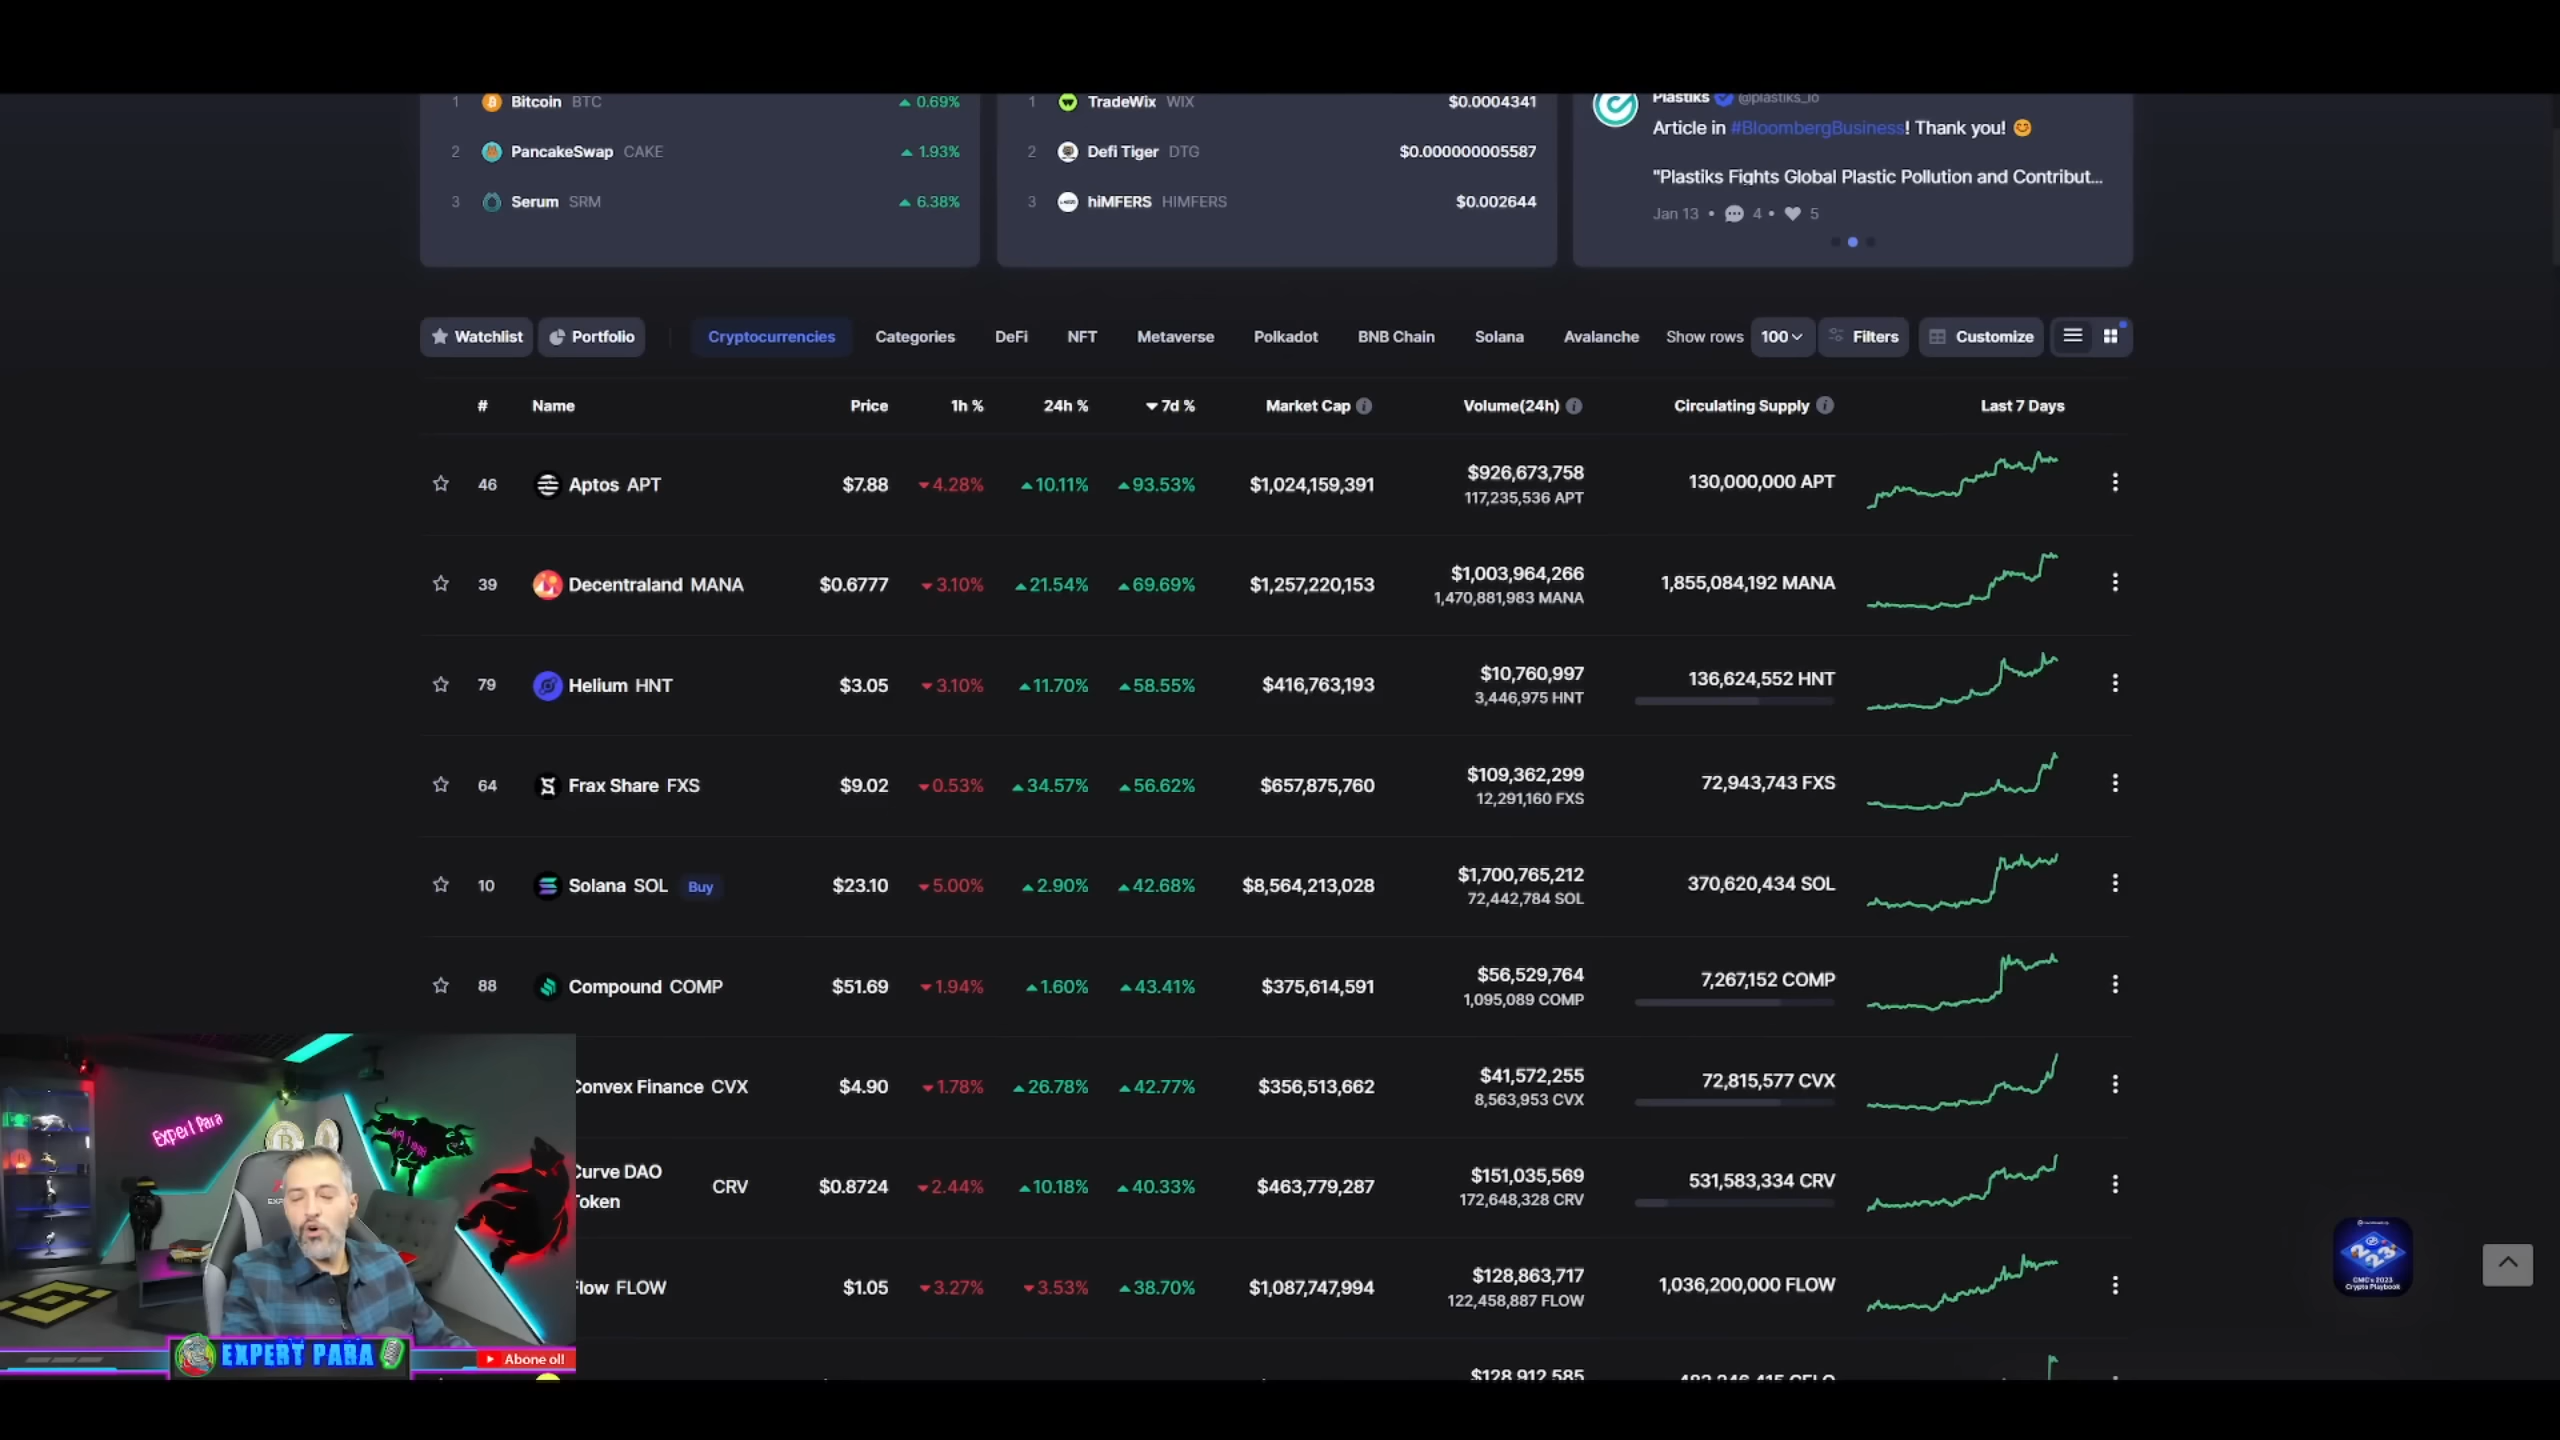 1 Bitcoin BTC 0.69%
2 PancakeSwap CAKE 1.93%
3 Serum SRM 6.38%
1 TradeWix WIX $0.0004341
2 Defi Tiger DTG $0.000000005587
3 hiMFERS HIMFERS $0.002644
Plastiks @plastiks_io
Article in #BloombergBusiness! Thank you! 😊
"Plastiks Fights Global Plastic Pollution and Contribut...
Jan 13 • 4 • 5
Watchlist Portfolio Cryptocurrencies Categories DeFi NFT Metaverse Polkadot BNB Chain Solana Avalanche Show rows 100 Filters Customize
# Name Price 1h % 24h % 7d % Market Cap Volume(24h) Circulating Supply Last 7 Days
46 Aptos APT $7.88 4.28% 10.11% 93.53% $1,024,159,391 $926,673,758 130,000,000 APT
117,235,536 APT
39 Decentraland MANA $0.6777 3.10% 21.54% 69.69% $1,257,220,153 $1,003,964,266 1,855,084,192 MANA
1,470,881,983 MANA
79 Helium HNT $3.05 3.10% 11.70% 58.55% $416,763,193 $10,760,997 136,624,552 HNT
3,446,975 HNT
64 Frax Share FXS $9.02 0.53% 34.57% 56.62% $657,875,760 $109,362,299 72,943,743 FXS
12,291,160 FXS
10 Solana SOL Buy $23.10 5.00% 2.90% 42.68% $8,564,213,028 $1,700,765,212 370,620,434 SOL
72,442,784 SOL
88 Compound COMP $51.69 1.94% 1.60% 43.41% $375,614,591 $56,529,764 7,267,152 COMP
1,095,089 COMP
Convex Finance CVX $4.90 1.78% 26.78% 42.77% $356,513,662 $41,572,255 72,815,577 CVX
8,563,953 CVX
Curve DAO Token CRV $0.8724 2.44% 10.18% 40.33% $463,779,287 $151,035,569 531,583,334 CRV
172,648,328 CRV
Flow FLOW $1.05 3.27% 3.53% 38.70% $1,087,747,994 $128,863,717 1,036,200,000 FLOW
122,458,887 FLOW
$128,912,585
Expert Para
EXPERT PARA
Abone ol!
CMC's 2023
Crypto Playbook